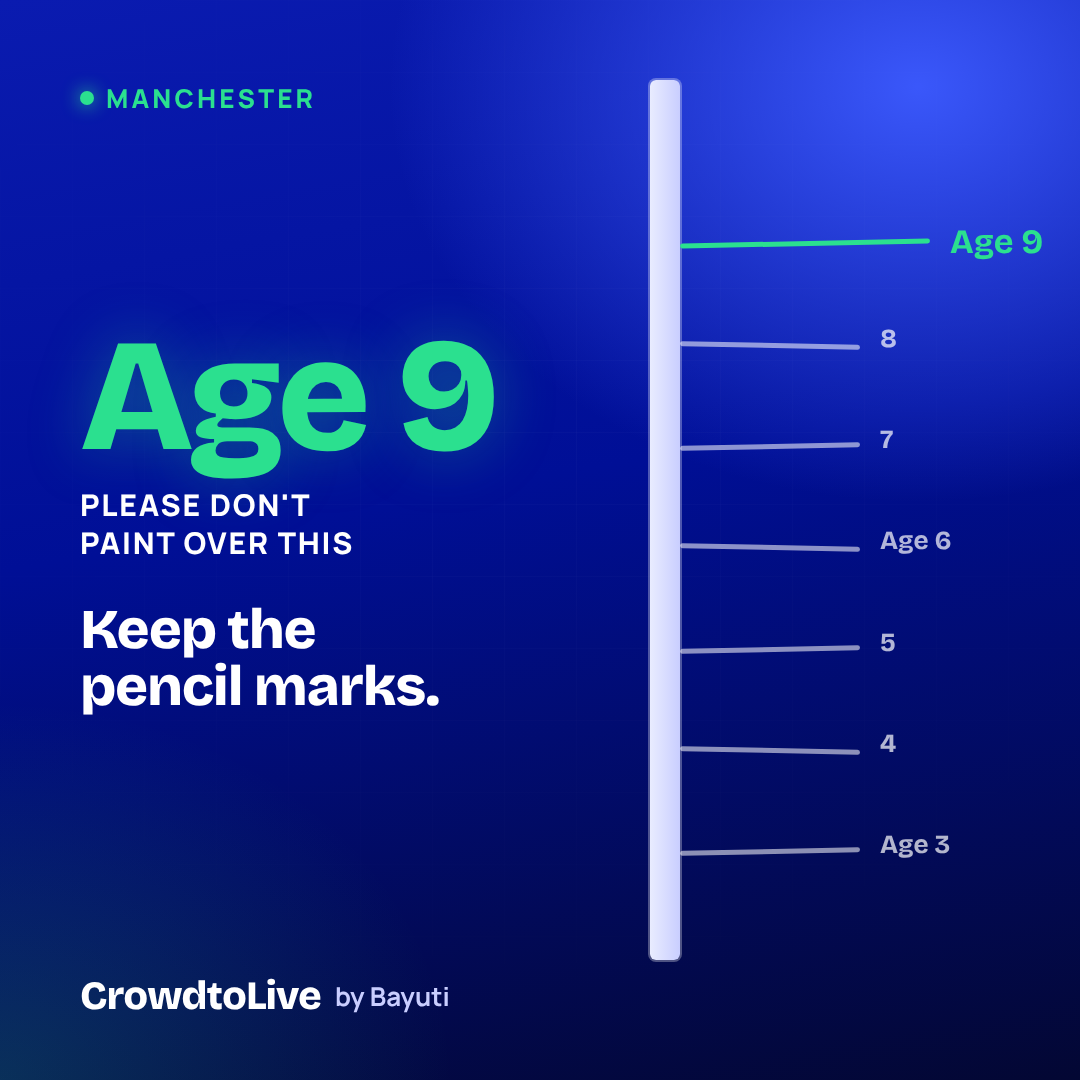 MANCHESTER
Age 9
PLEASE DON'T
PAINT OVER THIS
Keep the
pencil marks.
Age 9
8
7
Age 6
5
4
Age 3
CrowdtoLive by Bayuti